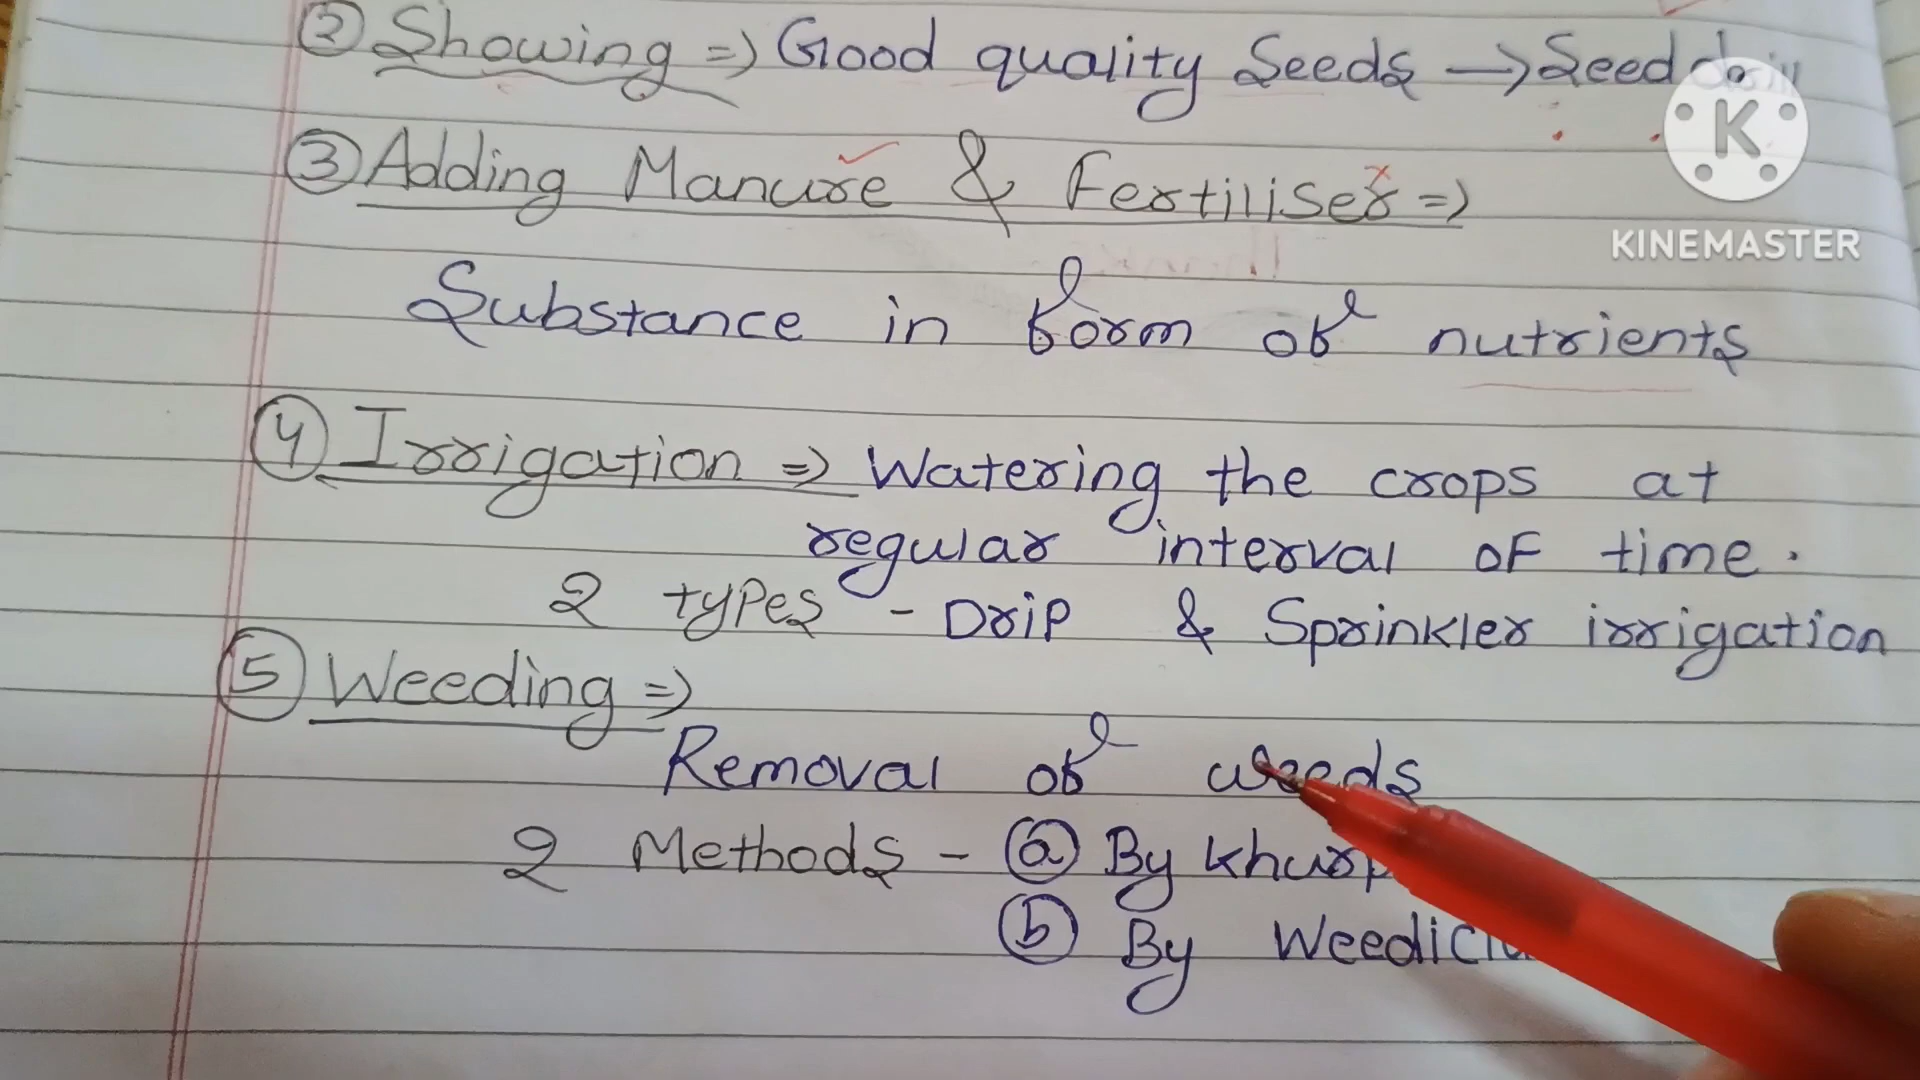 ② Showing => Good quality Seeds → Seed drill
③ Adding Manure & Fertiliser =>
KINEMASTER
Substance in form of nutrients
④ Irrigation => Watering the crops at
regular interval of time.
2 types - Drip & Sprinkler irrigation
⑤ Weeding =>
Removal of weeds
2 Methods - ⓐ By
ⓑ By